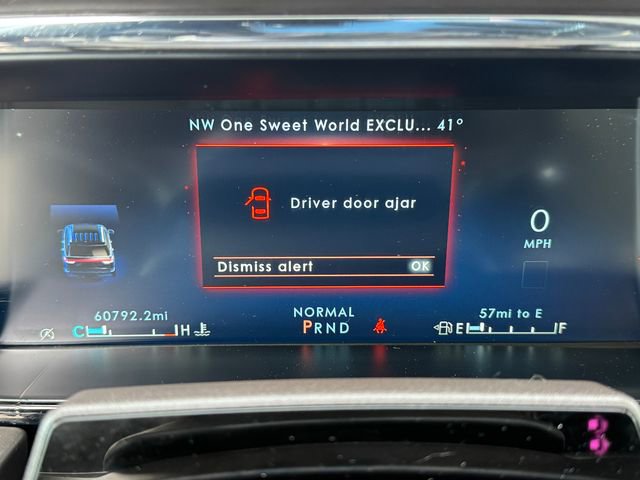 NW One Sweet World EXCLU... 41°
Driver door ajar
Dismiss alert OK
0
MPH
60792.2mi
NORMAL
PRND
57mi to E
C H
E F
3